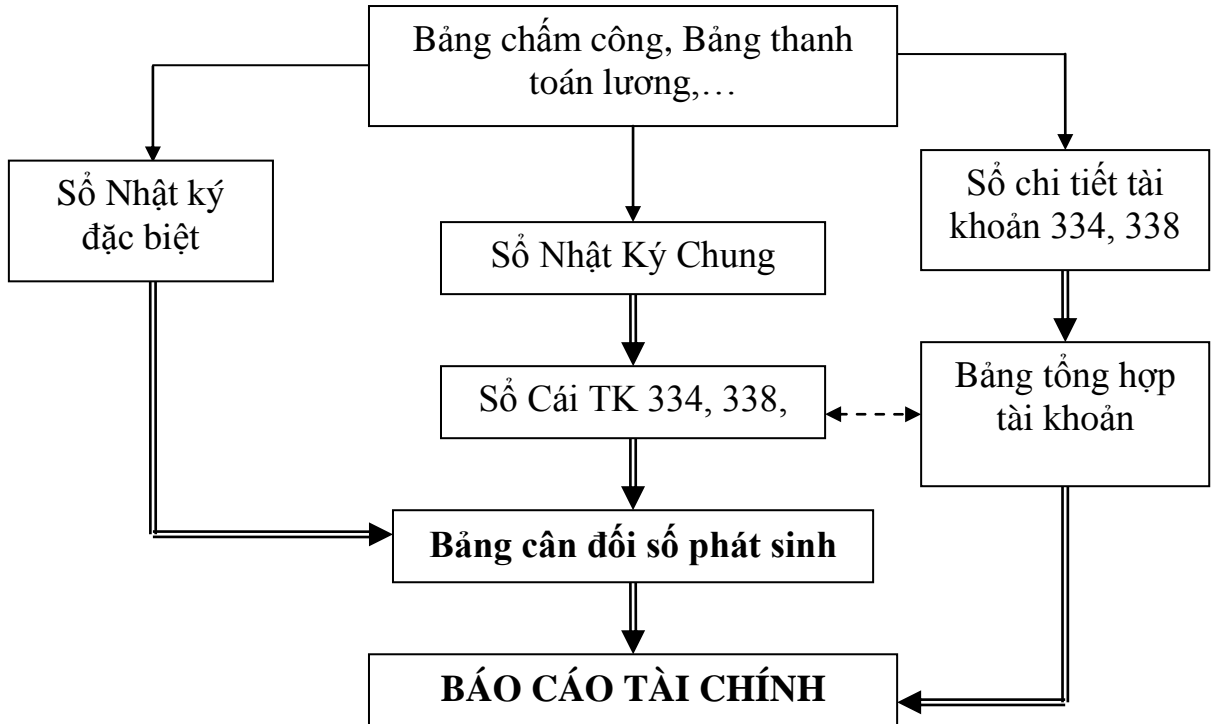 Bảng chấm công, Bảng thanh
toán lương,…
Sổ Nhật ký
đặc biệt
Sổ Nhật Ký Chung
Sổ chi tiết tài
khoản 334, 338
Sổ Cái TK 334, 338,
Bảng tổng hợp
tài khoản
Bảng cân đối số phát sinh
BÁO CÁO TÀI CHÍNH